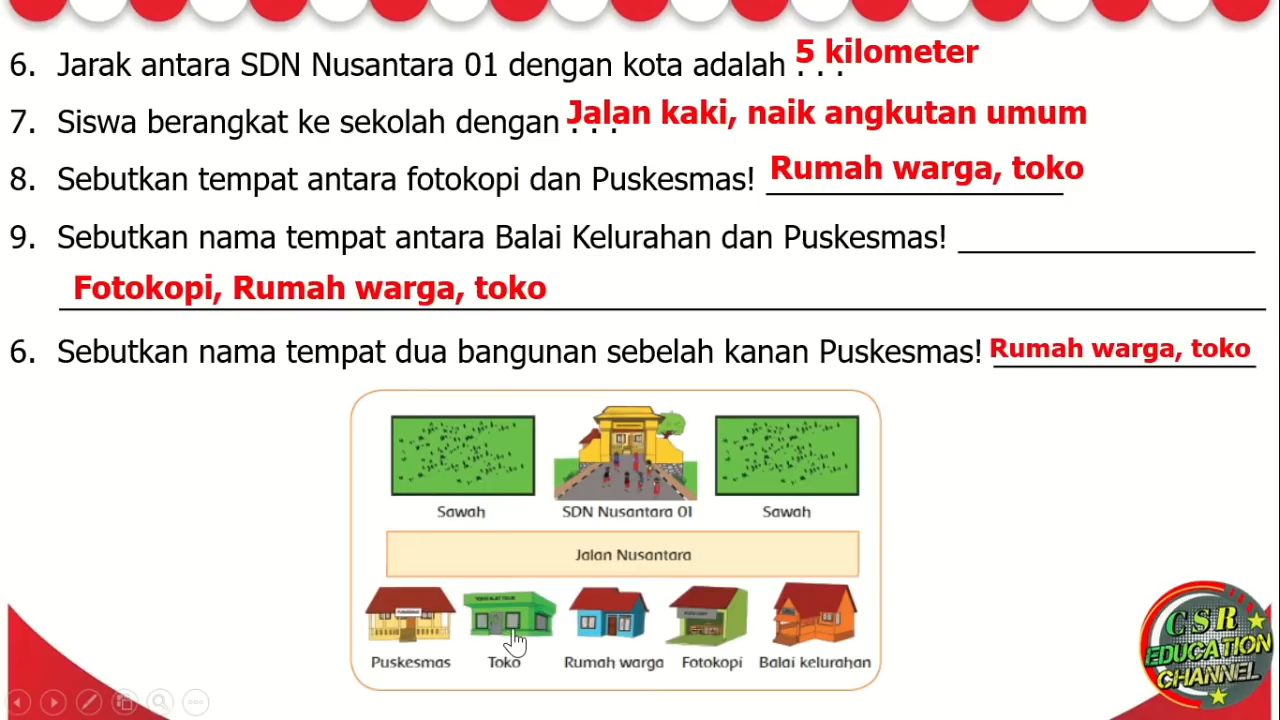 6. Jarak antara SDN Nusantara 01 dengan kota adalah . . . 5 kilometer
7. Siswa berangkat ke sekolah dengan . . . Jalan kaki, naik angkutan umum
8. Sebutkan tempat antara fotokopi dan Puskesmas! Rumah warga, toko
9. Sebutkan nama tempat antara Balai Kelurahan dan Puskesmas!
Fotokopi, Rumah warga, toko
6. Sebutkan nama tempat dua bangunan sebelah kanan Puskesmas! Rumah warga, toko
Sawah SDN Nusantara 01 Sawah
Jalan Nusantara
PUSKESMAS
Puskesmas Toko Rumah warga Fotokopi Balai kelurahan
CSR
EDUCATION
CHANNEL